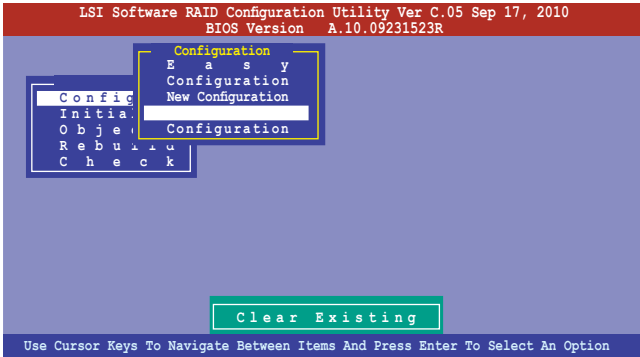 LSI Software RAID Configuration Utility Ver C.05 Sep 17, 2010
BIOS Version A.10.09231523R
Configuration
Easy
Configuration
New Configuration
Configuration
Config
Initia
Obje
Rebuild
Check
Clear Existing
Use Cursor Keys To Navigate Between Items And Press Enter To Select An Option